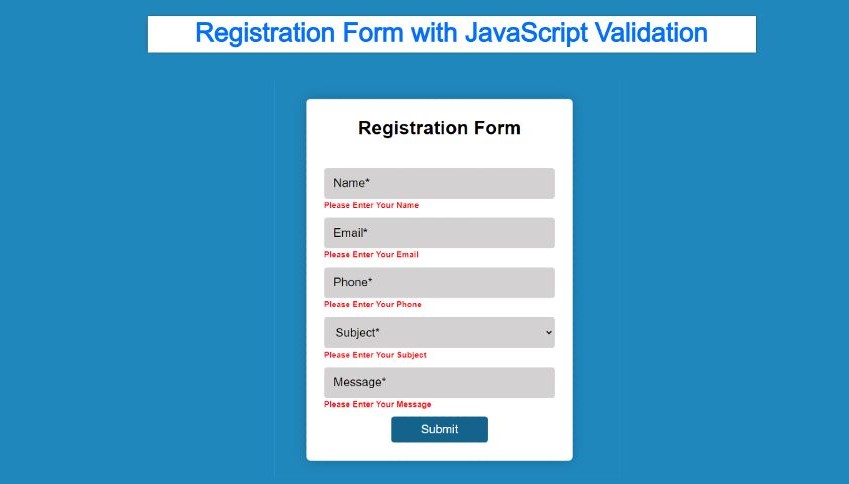 Registration Form with JavaScript Validation
Registration Form
Name*
Please Enter Your Name
Email*
Please Enter Your Email
Phone*
Please Enter Your Phone
Subject*
Please Enter Your Subject
Message*
Please Enter Your Message
Submit